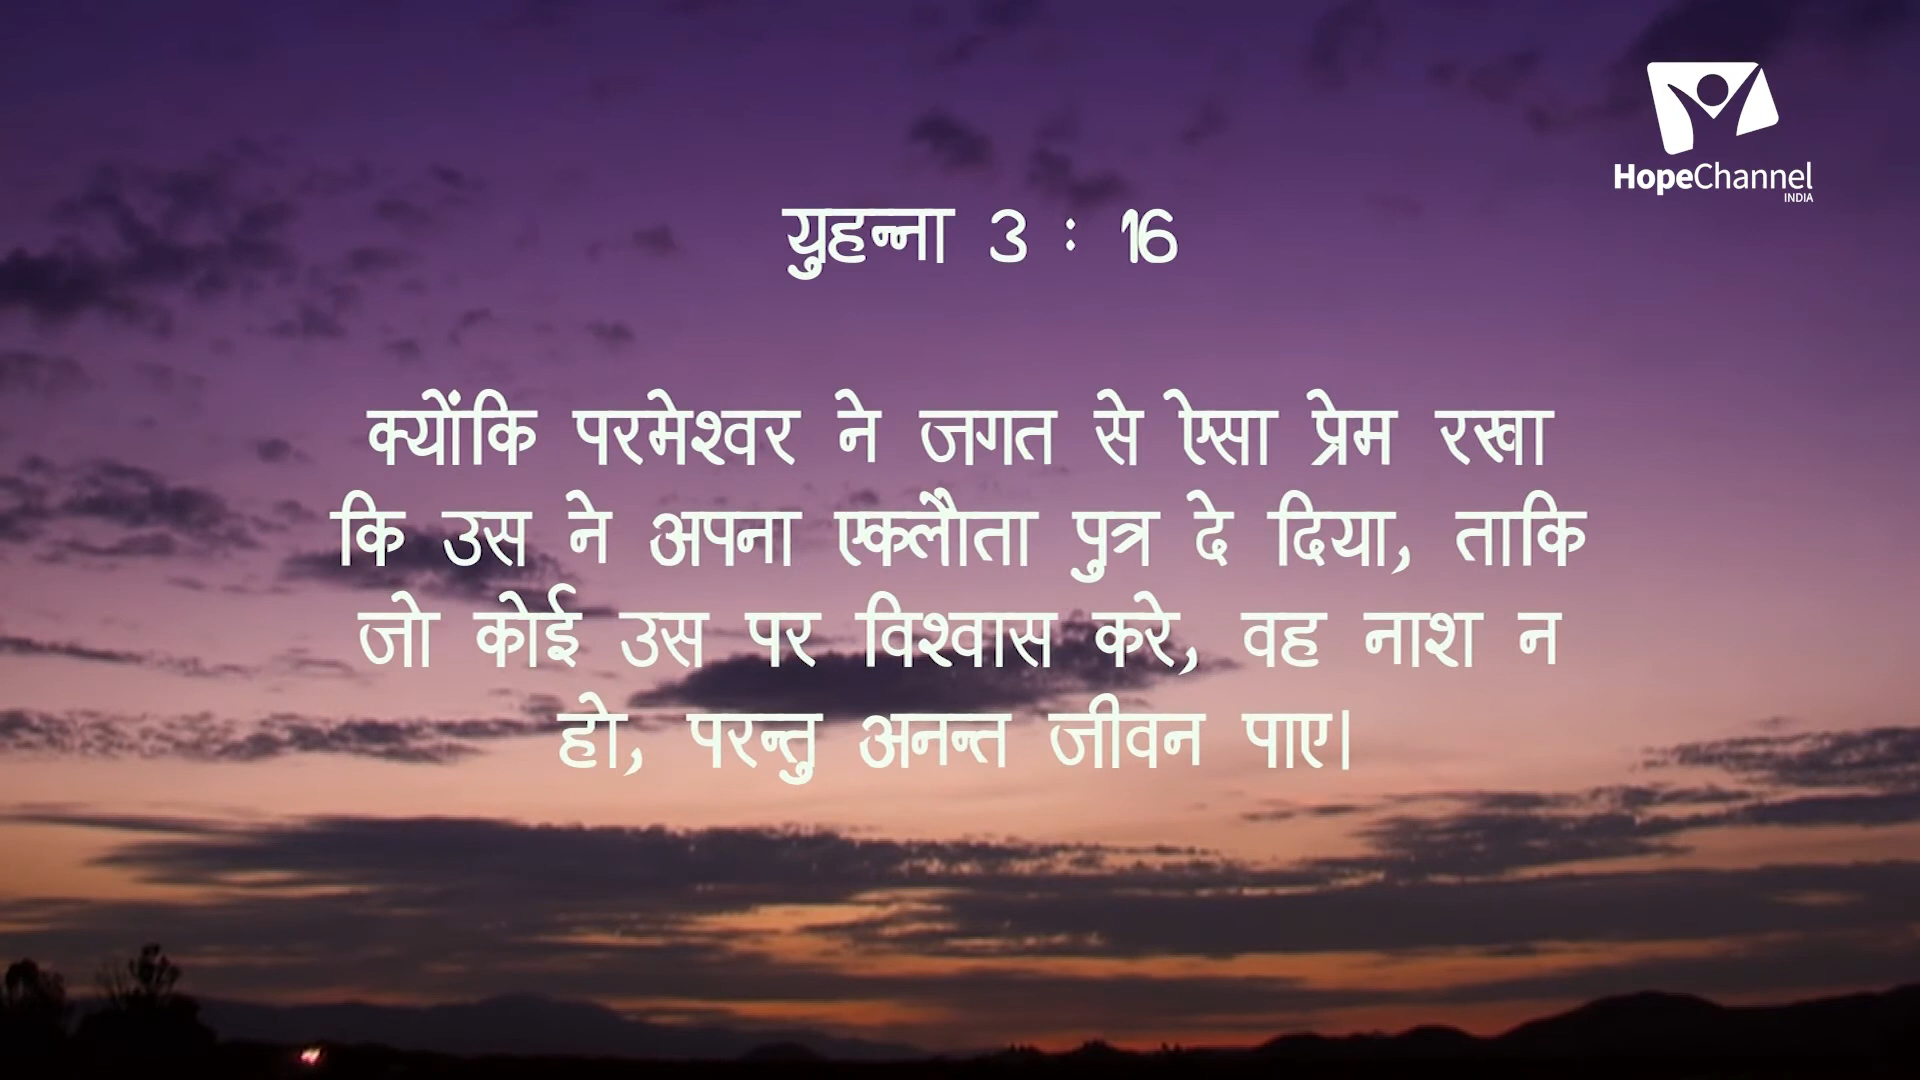 HopeChannel
INDIA
युहन्ना 3 : 16
क्योंकि परमेश्वर ने जगत से ऐसा प्रेम रखा
कि उस ने अपना एकलौता पुत्र दे दिया, ताकि
जो कोई उस पर विश्वास करे, वह नाश न
हो, परन्तु अनन्त जीवन पाए।